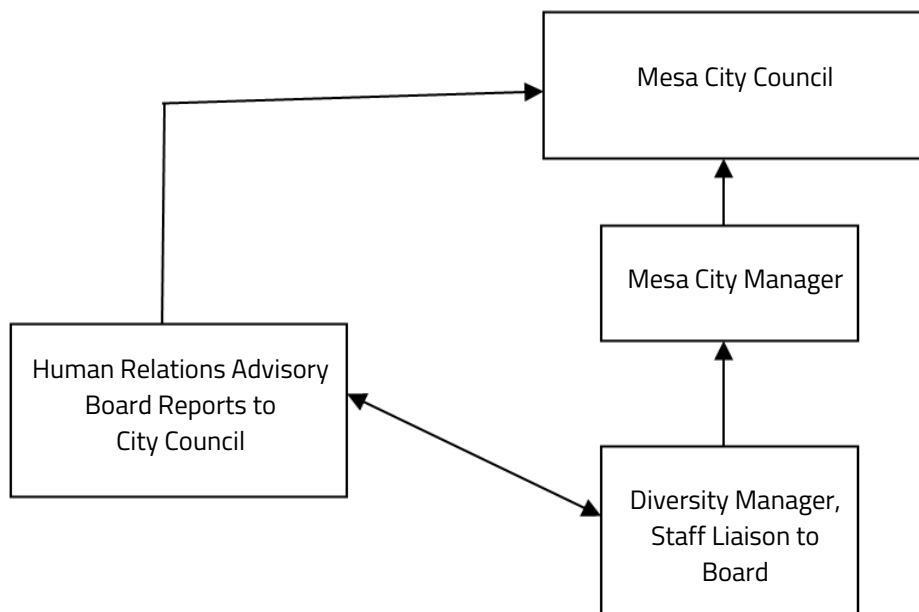 Mesa City Council
Mesa City Manager
Human Relations Advisory
Board Reports to
City Council
Diversity Manager,
Staff Liaison to
Board